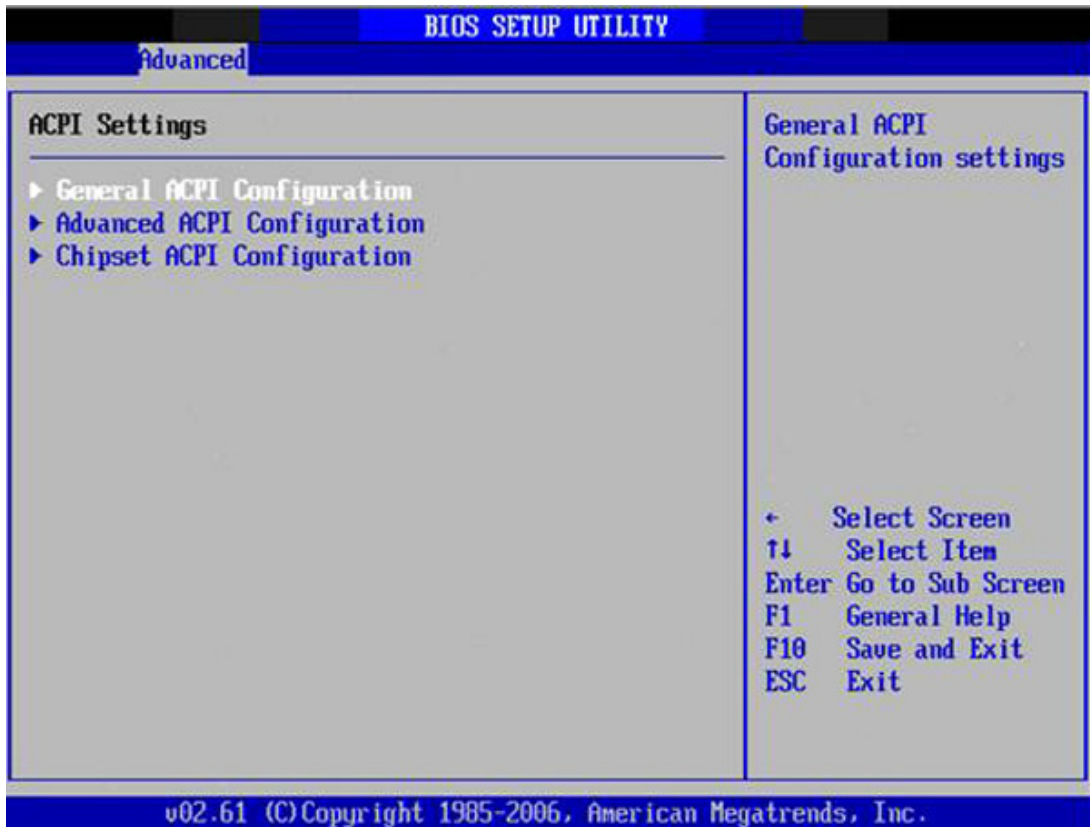 BIOS SETUP UTILITY
Advanced
ACPI Settings
▶ General ACPI Configuration
▶ Advanced ACPI Configuration
▶ Chipset ACPI Configuration
General ACPI
Configuration settings
← Select Screen
↑↓ Select Item
Enter Go to Sub Screen
F1 General Help
F10 Save and Exit
ESC Exit
v02.61 (C)Copyright 1985-2006, American Megatrends, Inc.